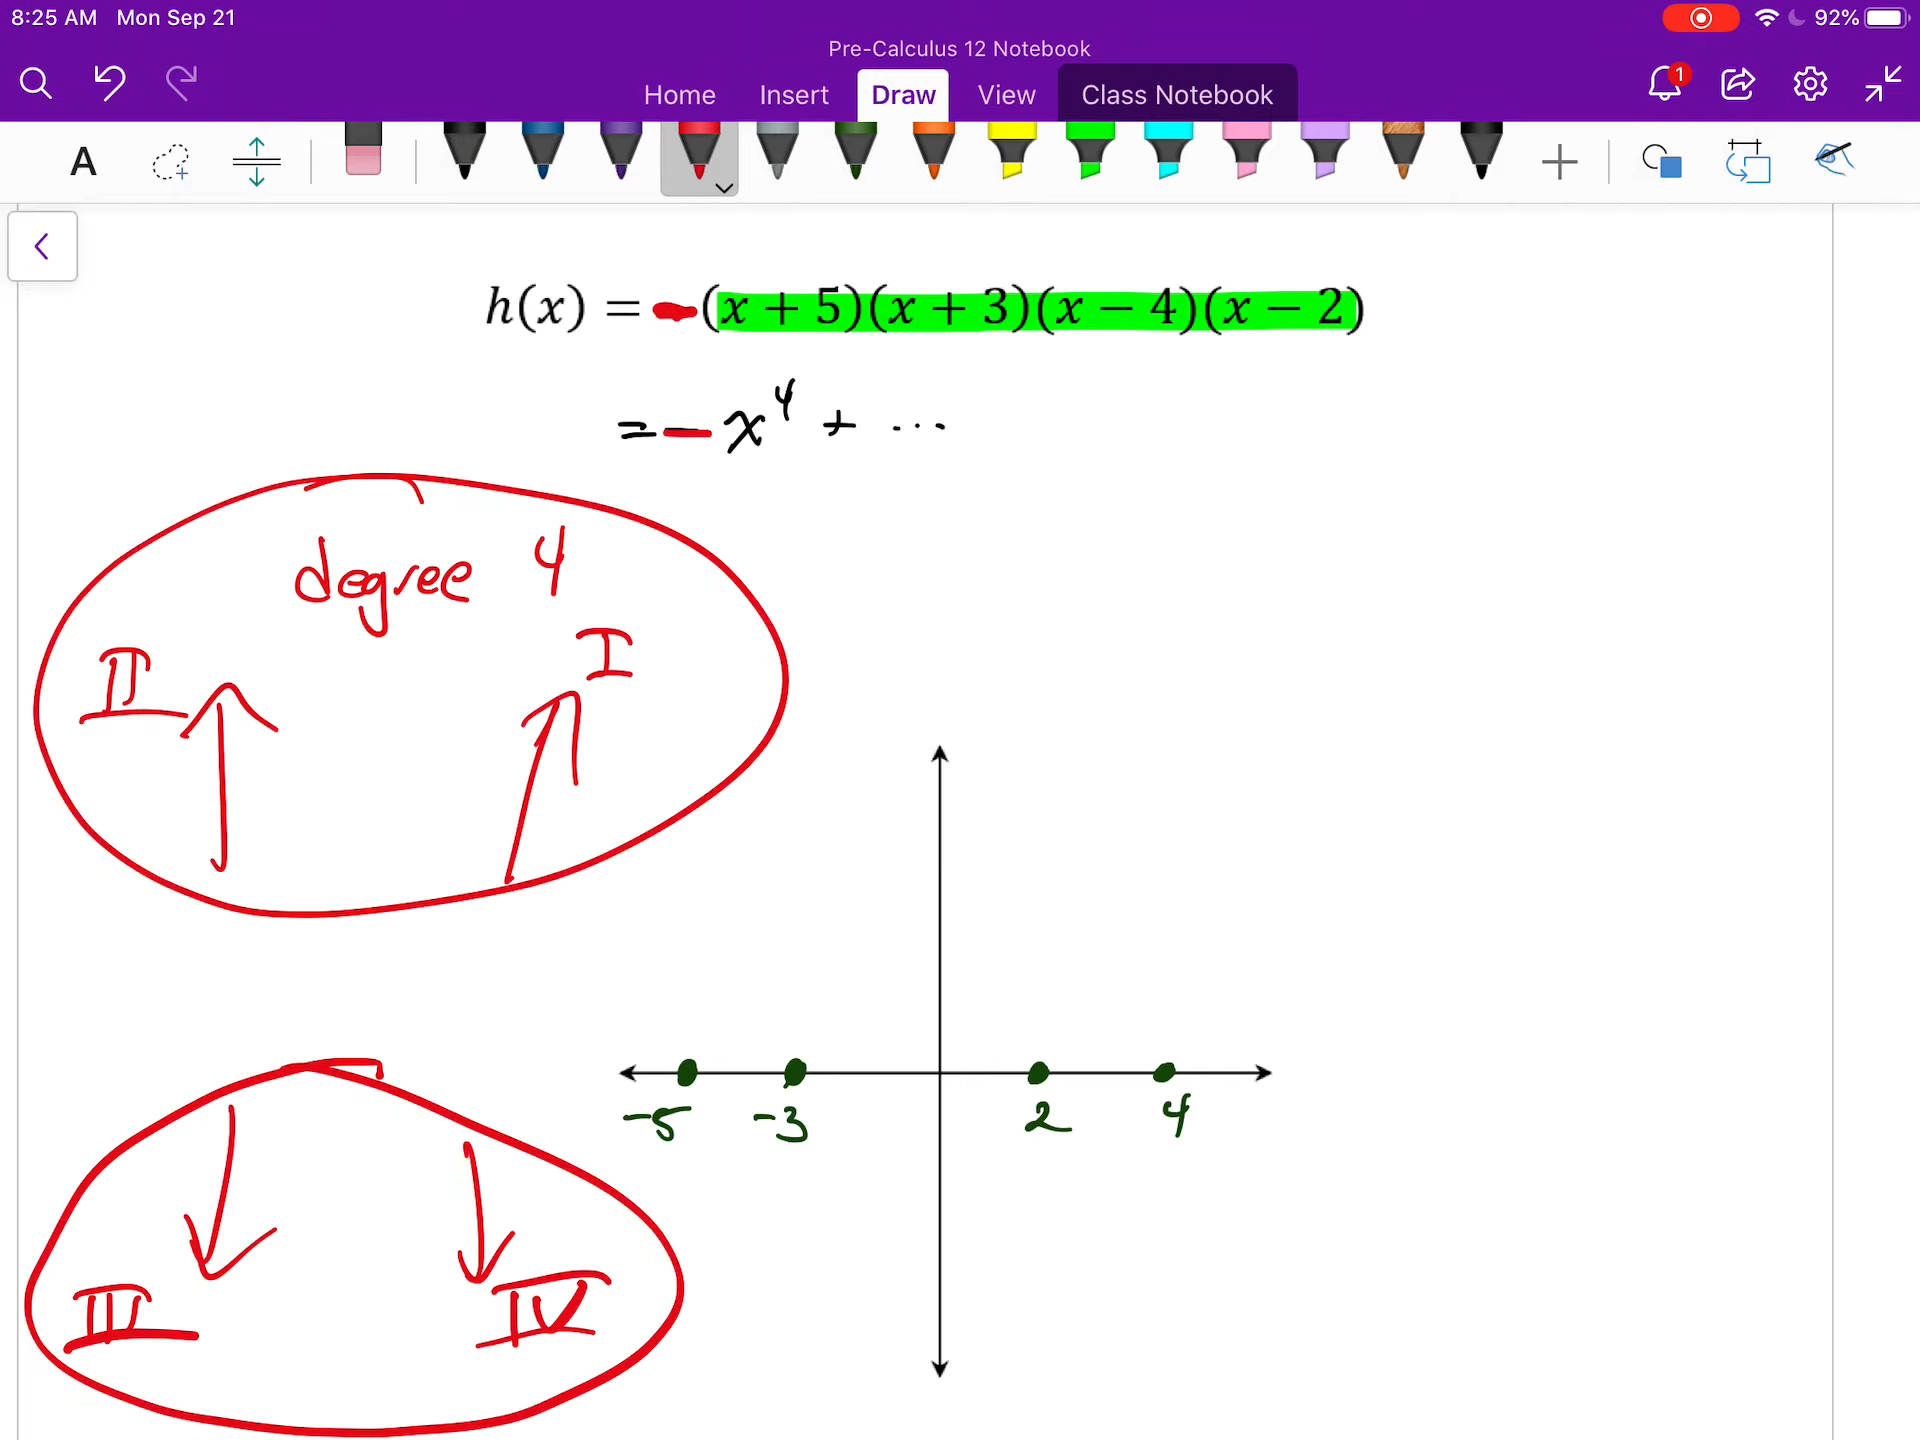 8:25 AM Mon Sep 21
92%
Pre-Calculus 12 Notebook
Home Insert Draw View Class Notebook
1
A
h(x) = −(x + 5)(x + 3)(x − 4)(x − 2)
= − x⁴ + ...
degree 4
II I
-5 -3 2 4
III IV